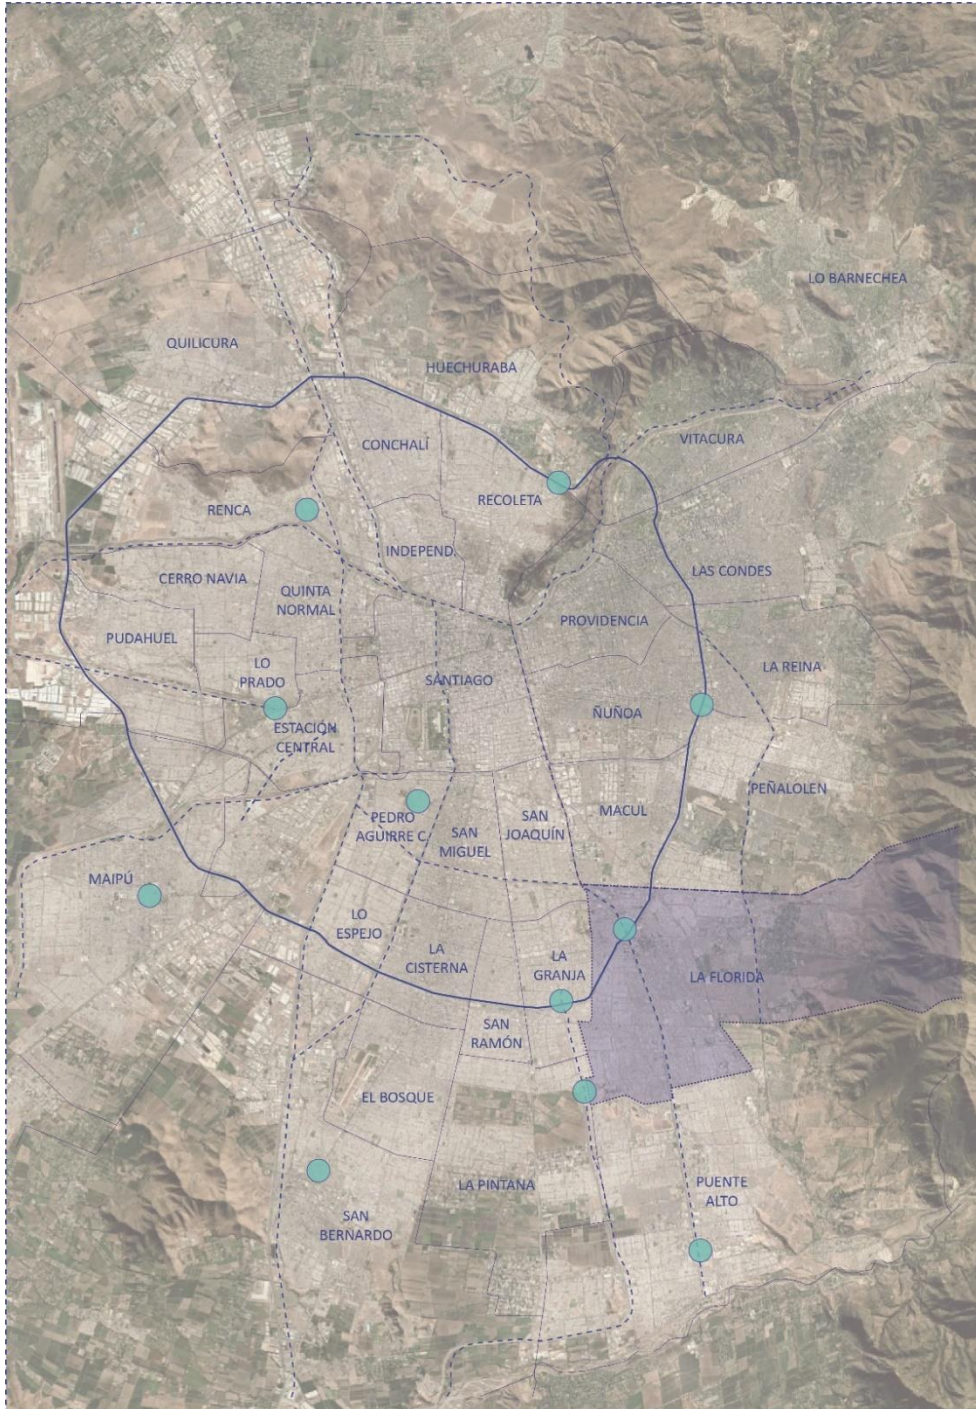 LO BARNECHEA
QUILICURA
HUECHURABA
CONCHALÍ
VITACURA
RECOLETA
RENCA
INDEPEND.
CERRO NAVIA
LAS CONDES
QUINTA
NORMAL
PROVIDENCIA
PUDAHUEL
LO
PRADO
SANTIAGO
LA REINA
ÑUÑOA
ESTACIÓN
CENTRAL
PEÑALOLEN
PEDRO
AGUIRRE C.
SAN
MIGUEL
SAN
JOAQUÍN
MACUL
MAIPÚ
LO
ESPEJO
LA
CISTERNA
LA
GRANJA
LA FLORIDA
SAN
RAMÓN
EL BOSQUE
LA PINTANA
PUENTE
ALTO
SAN
BERNARDO